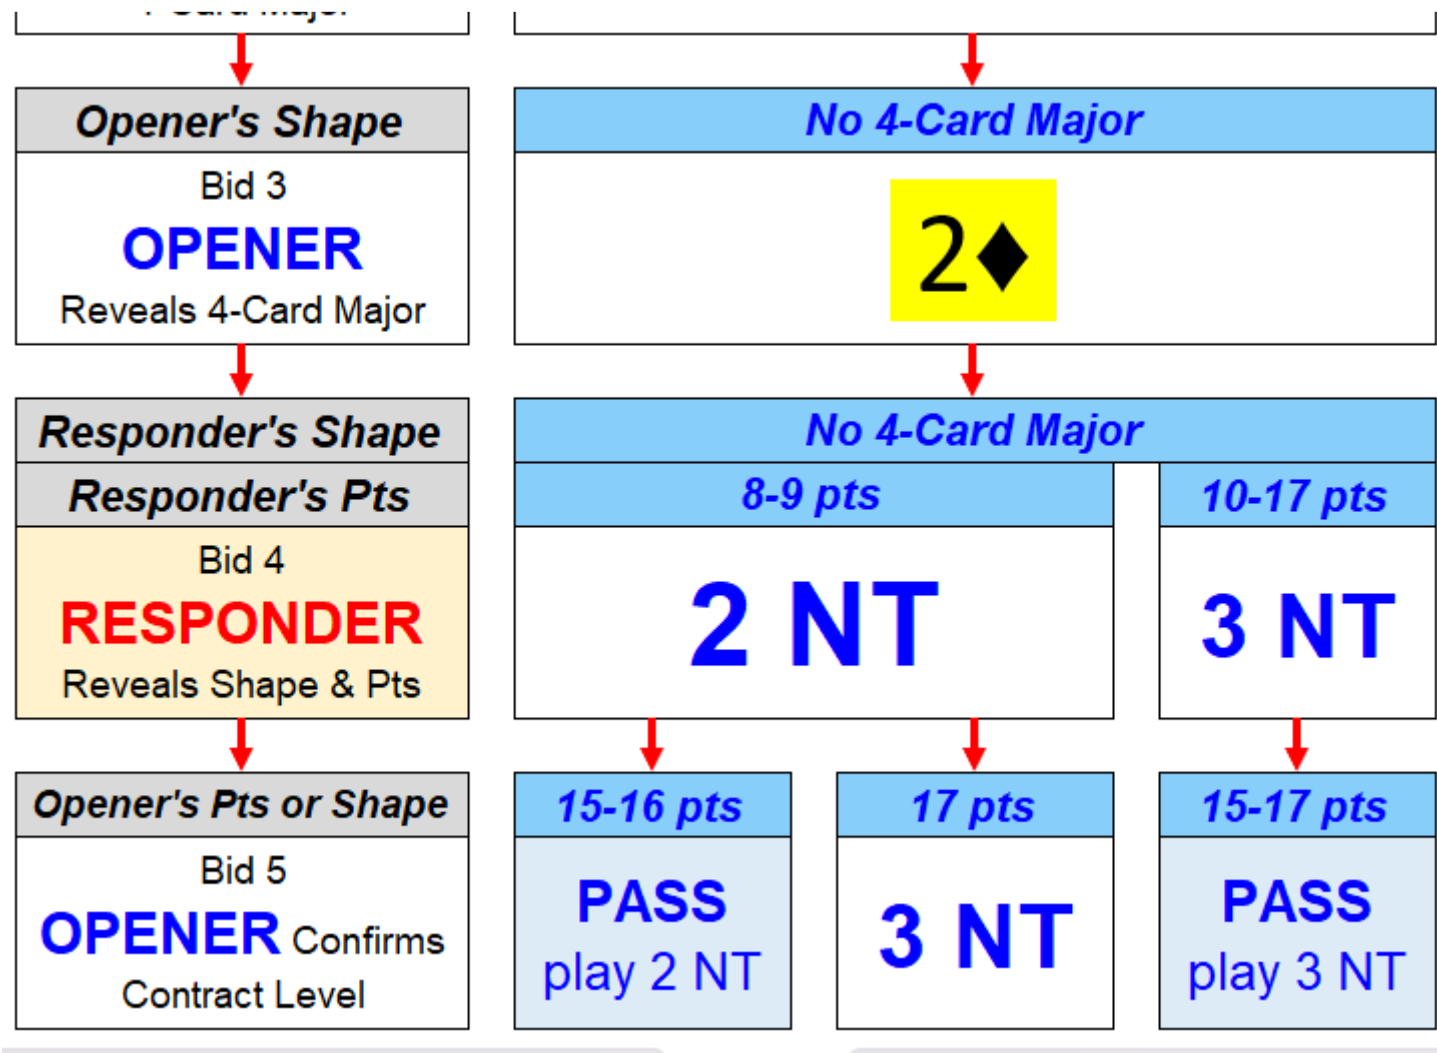 Opener's Shape
No 4-Card Major
Bid 3
OPENER
Reveals 4-Card Major
2♦
Responder's Shape
No 4-Card Major
Responder's Pts
8-9 pts
10-17 pts
Bid 4
RESPONDER
Reveals Shape & Pts
2 NT
3 NT
Opener's Pts or Shape
15-16 pts
17 pts
15-17 pts
Bid 5
OPENER Confirms
Contract Level
PASS
play 2 NT
3 NT
PASS
play 3 NT